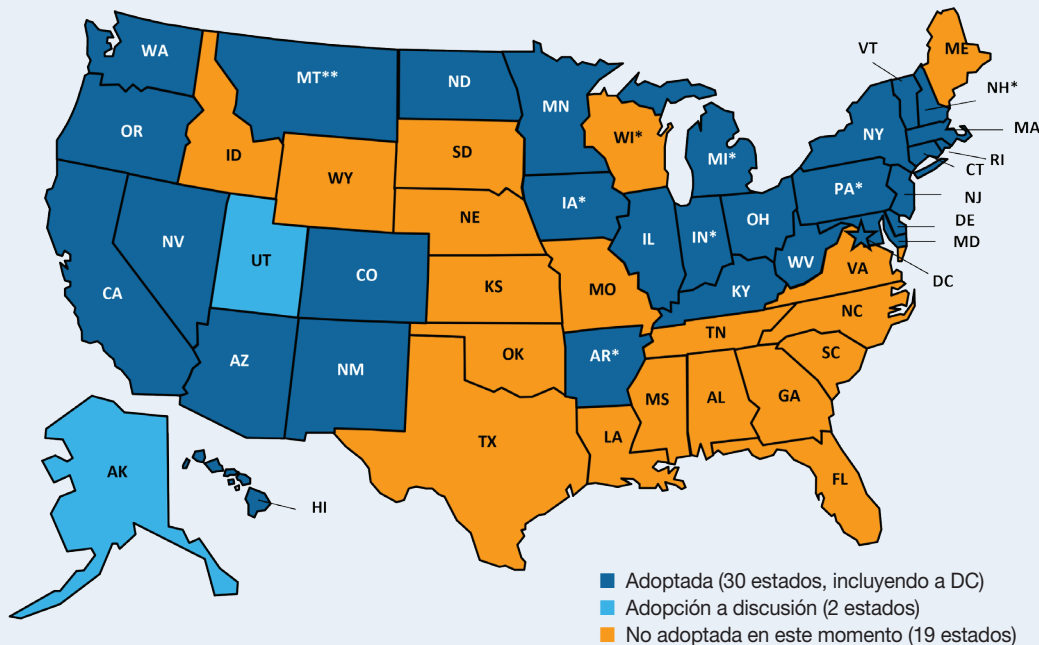 WA
MT**
ND
MN
VT
ME
NH*
MA
RI
CT
NJ
DE
MD
DC
OR
ID
WY
SD
WI*
MI*
NY
PA*
NE
IA*
IL
IN*
OH
WV
VA
NV
UT
CO
KS
MO
KY
NC
TN
SC
CA
AZ
NM
OK
AR*
MS
AL
GA
TX
LA
FL
AK
HI
Adoptada (30 estados, incluyendo a DC)
Adopción a discusión (2 estados)
No adoptada en este momento (19 estados)